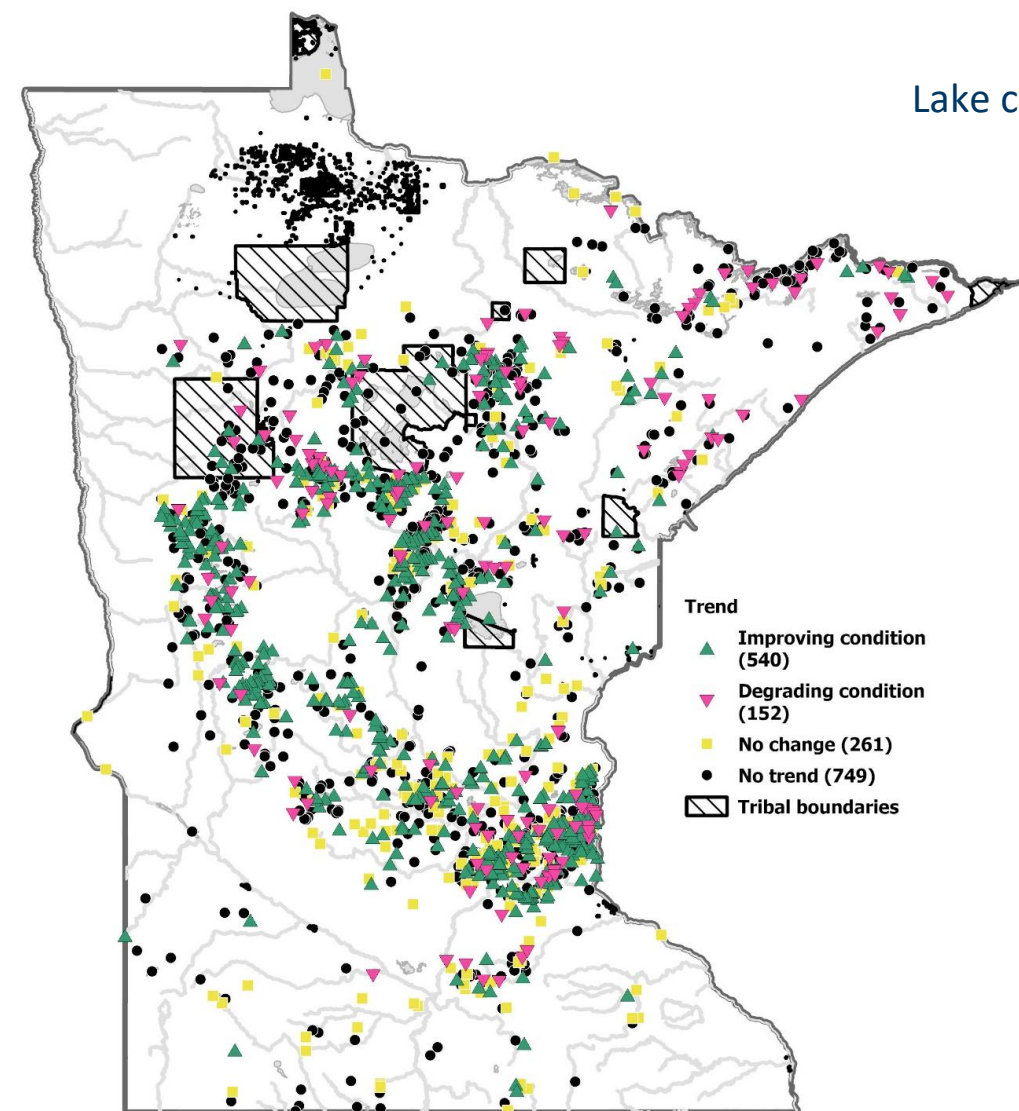 Lake c
Trend
Improving condition
(540)
Degrading condition
(152)
No change (261)
No trend (749)
Tribal boundaries